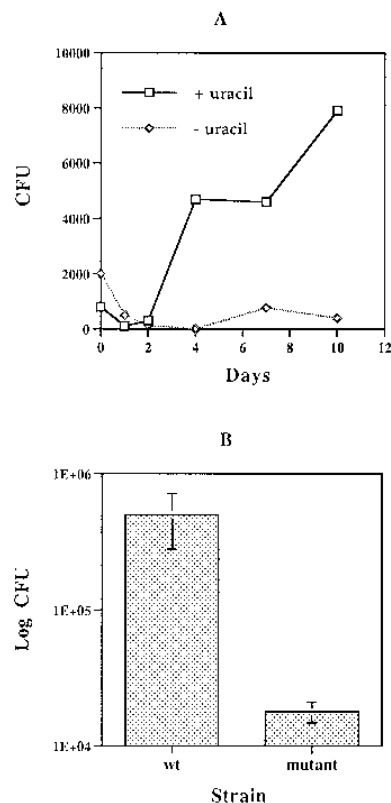 A
10000
8000
6000
4000
2000
0
CFU
+ uracil
- uracil
0 2 4 6 8 10 12
Days
B
1E+06
1E+05
1E+04
Log CFU
wt mutant
Strain